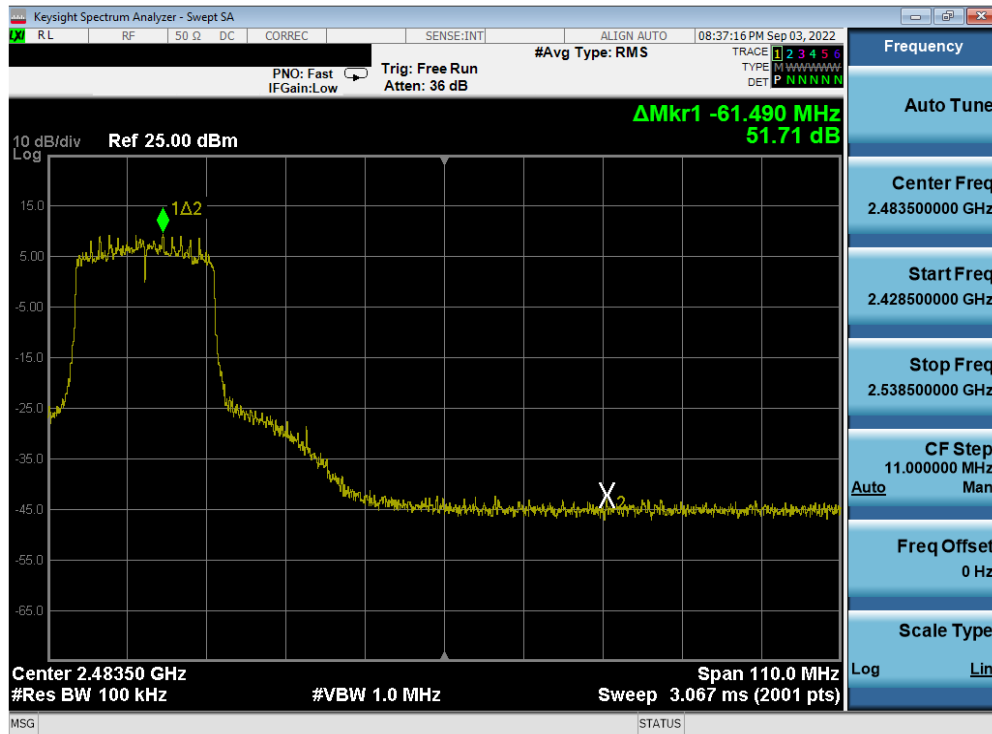 Keysight Spectrum Analyzer - Swept SA
LXI RL RF 50 Ω DC CORREC SENSE:INT ALIGN AUTO 08:37:16 PM Sep 03, 2022
#Avg Type: RMS TRACE 1 2 3 4 5 6
PNO: Fast Trig: Free Run TYPE M WWWWW
IFGain:Low Atten: 36 dB DET P N N N N N
ΔMkr1 -61.490 MHz
51.71 dB
10 dB/div Ref 25.00 dBm
Log
15.0
1Δ2
5.00
-5.00
-15.0
-25.0
-35.0
X2
-45.0
-55.0
-65.0
Center 2.48350 GHz Span 110.0 MHz
#Res BW 100 kHz #VBW 1.0 MHz Sweep 3.067 ms (2001 pts)
MSG STATUS
Frequency
Auto Tune
Center Freq
2.483500000 GHz
Start Freq
2.428500000 GHz
Stop Freq
2.538500000 GHz
CF Step
11.000000 MHz
Auto Man
Freq Offset
0 Hz
Scale Type
Log Lin